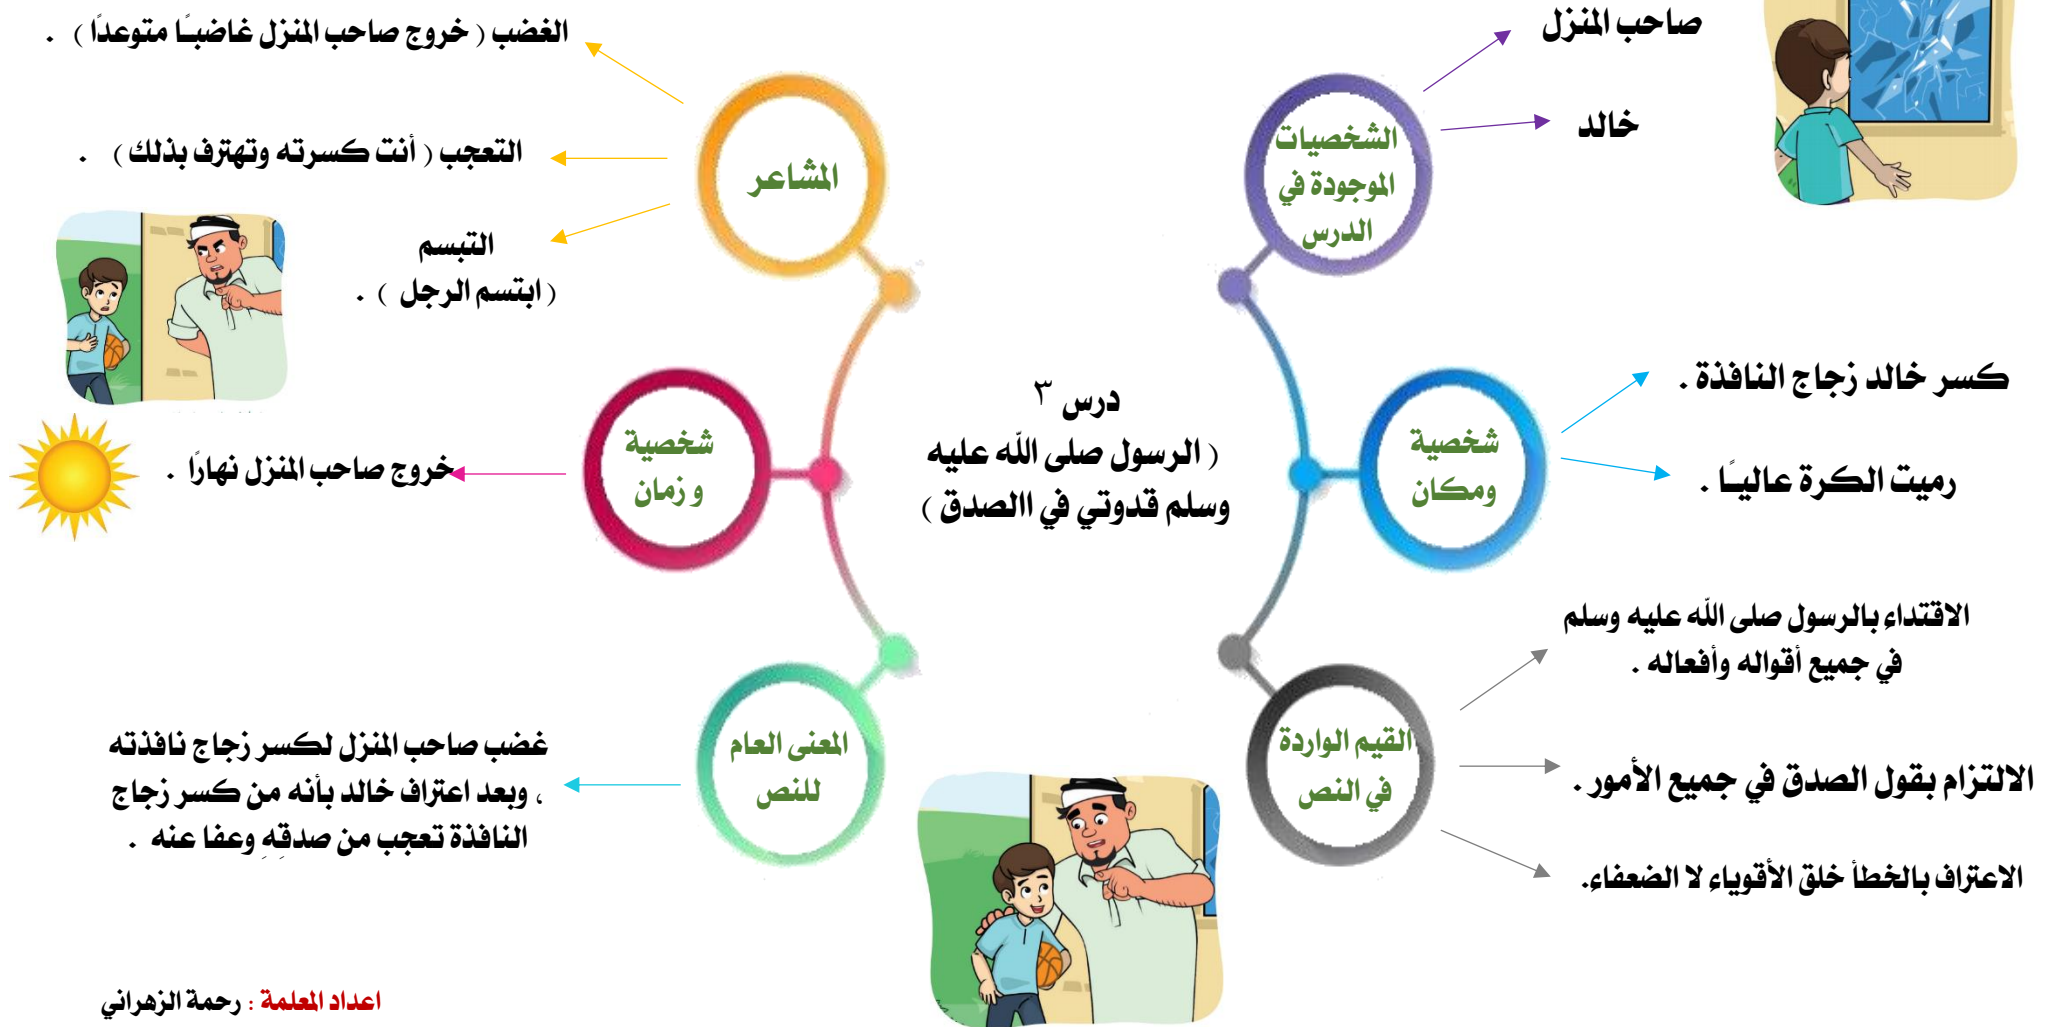 صاحب المنزل
خالد
الشخصيات
الموجودة في
الدرس
كسر خالد زجاج النافذة .
رميت الكرة عاليـًا .
شخصية
ومكان
الاقتداء بالرسول صلى الله عليه وسلم
في جميع أقواله وأفعاله .
الالتزام بقول الصدق في جميع الأمور .
الاعتراف بالخطأ خلق الأقوياء لا الضعفاء.
القيم الواردة
في النص
درس ٣
( الرسول صلى الله عليه
وسلم قدوتي في االصدق )
الغضب ( خروج صاحب المنزل غاضبـًا متوعدًا ) .
التعجب ( أنت كسرته وتهترف بذلك ) .
التبسم
( ابتسم الرجل ) .
المشاعر
شخصية
و زمان
خروج صاحب المنزل نهارًا .
المعنى العام
للنص
غضب صاحب المنزل لكسر زجاج نافذته
، وبعد اعتراف خالد بأنه من كسر زجاج
النافذة تعجب من صدقِهِ وعفا عنه .
اعداد المعلمة : رحمة الزهراني